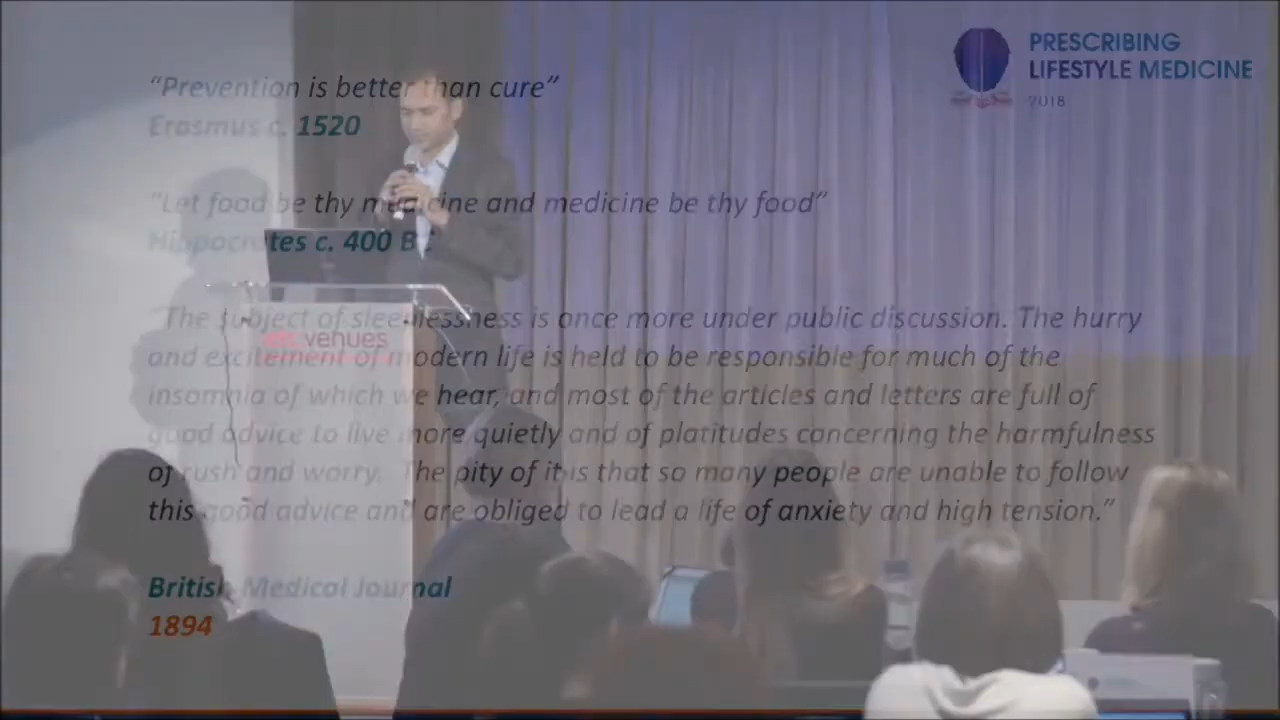 PRESCRIBING
LIFESTYLE MEDICINE
2018
“Prevention is better than cure”
Erasmus c. 1520
“Let food be thy medicine and medicine be thy food”
Hippocrates c. 400 BC
“The subject of sleeplessness is once more under public discussion. The hurry
and excitement of modern life is held to be responsible for much of the
insomnia of which we hear, and most of the articles and letters are full of
good advice to live more quietly and of platitudes concerning the harmfulness
of rush and worry. The pity of it is that so many people are unable to follow
this good advice and are obliged to lead a life of anxiety and high tension.”
etc.venues
British Medical Journal
1894